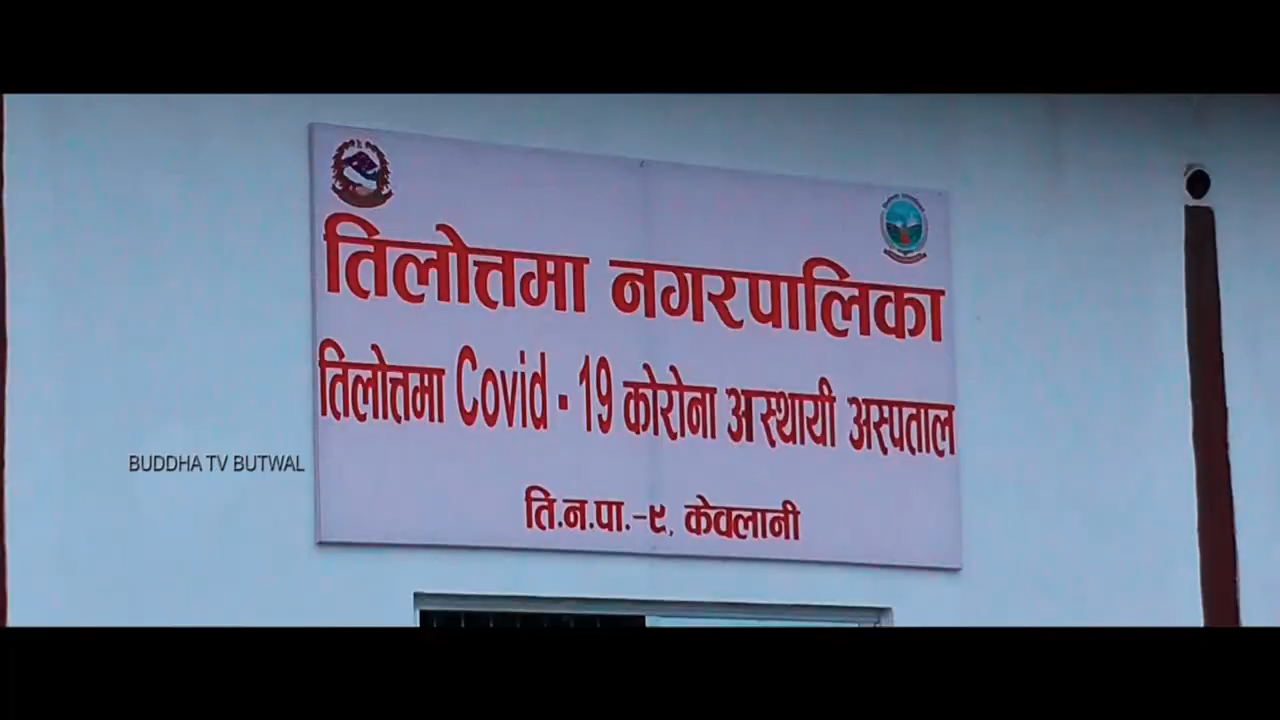 तिलोत्तमा नगरपालिका
तिलोत्तमा Covid - 19 कोरोना अस्थायी अस्पताल
BUDDHA TV BUTWAL
ति.न.पा.-९, केवलानी